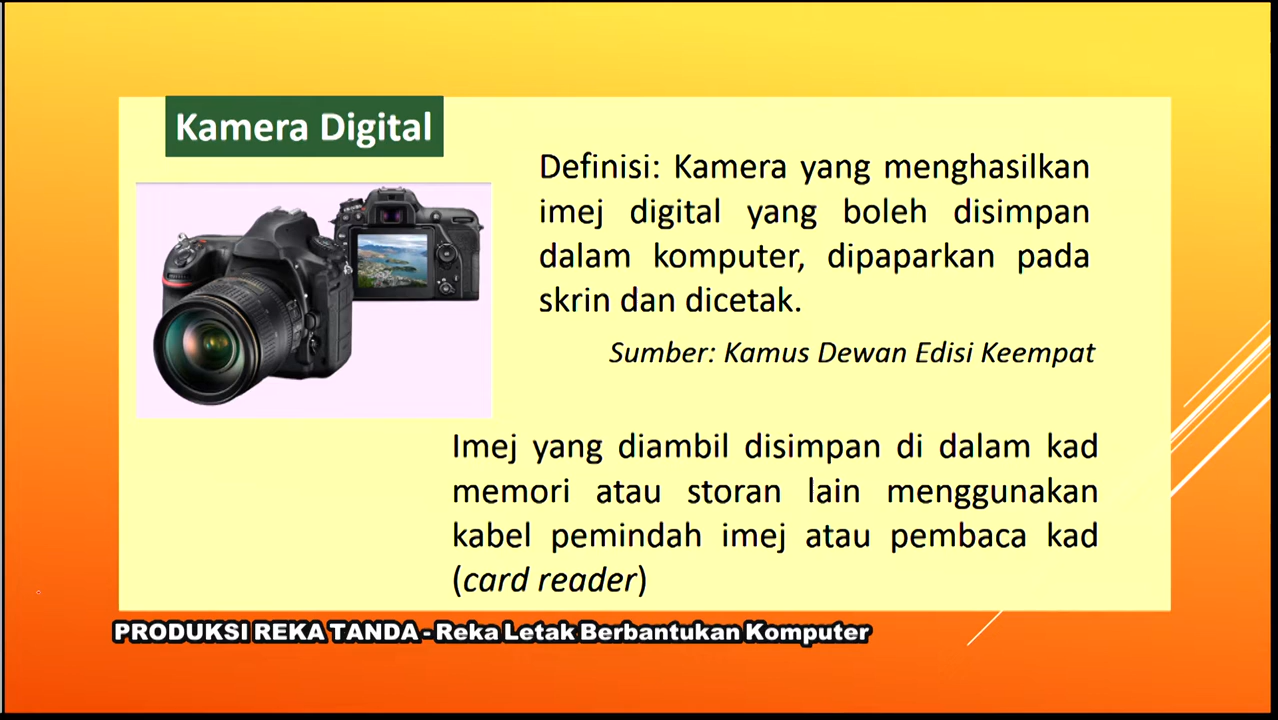 Kamera Digital
Definisi: Kamera yang menghasilkan
imej digital yang boleh disimpan
dalam komputer, dipaparkan pada
skrin dan dicetak.
Sumber: Kamus Dewan Edisi Keempat
Imej yang diambil disimpan di dalam kad
memori atau storan lain menggunakan
kabel pemindah imej atau pembaca kad
(card reader)
PRODUKSI REKA TANDA - Reka Letak Berbantukan Komputer